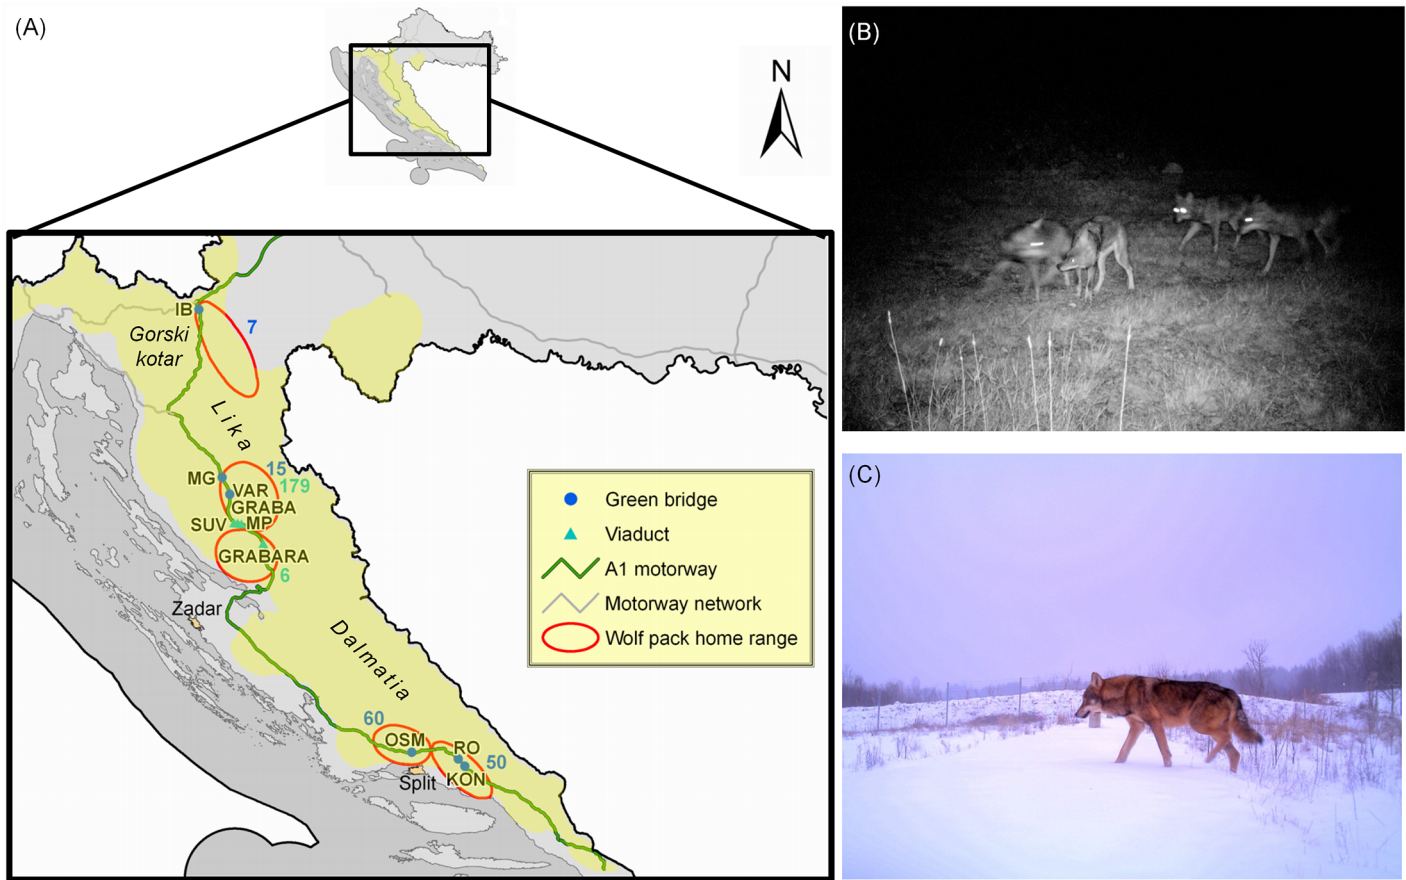 (A)
N
IB
Gorski
kotar
7
Lika
MG
15
179
VAR
GRABA
SUV
MP
GRABARA
6
Zadar
Dalmatia
60
OSM
RO
50
KON
Split
Green bridge
Viaduct
A1 motorway
Motorway network
Wolf pack home range
(B)
(C)